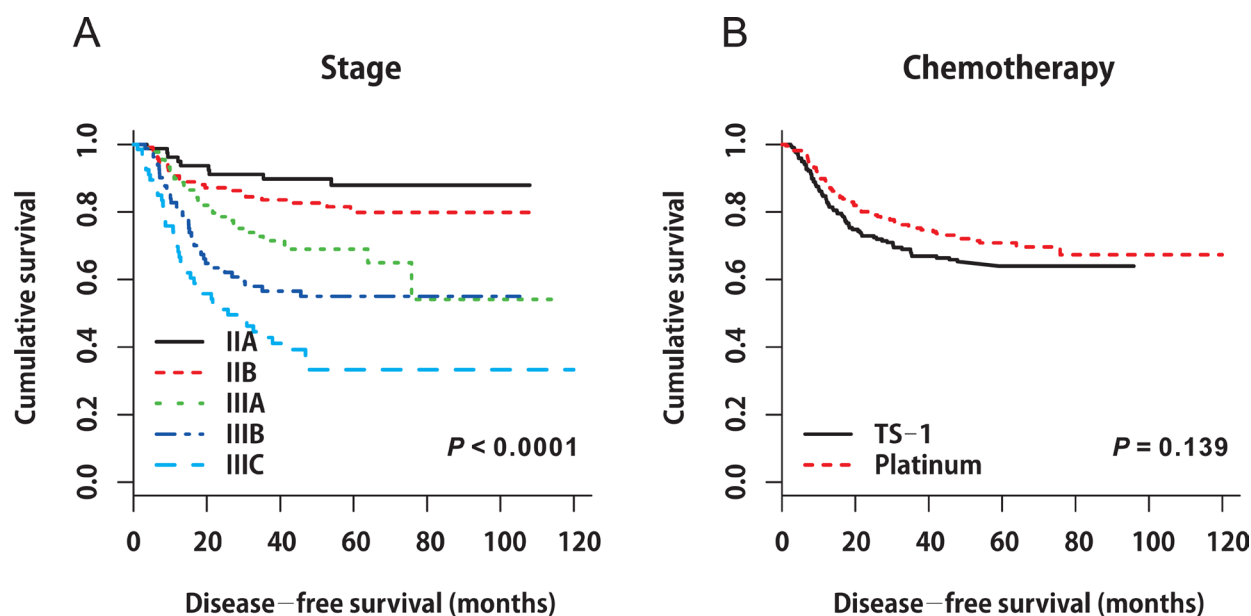 A
Stage
Cumulative survival
1.0
0.8
0.6
0.4
0.2
0.0
IIA
IIB
IIIA
IIIB
IIIC
P < 0.0001
0 20 40 60 80 100 120
Disease–free survival (months)
B
Chemotherapy
Cumulative survival
1.0
0.8
0.6
0.4
0.2
0.0
TS–1
Platinum
P = 0.139
0 20 40 60 80 100 120
Disease–free survival (months)